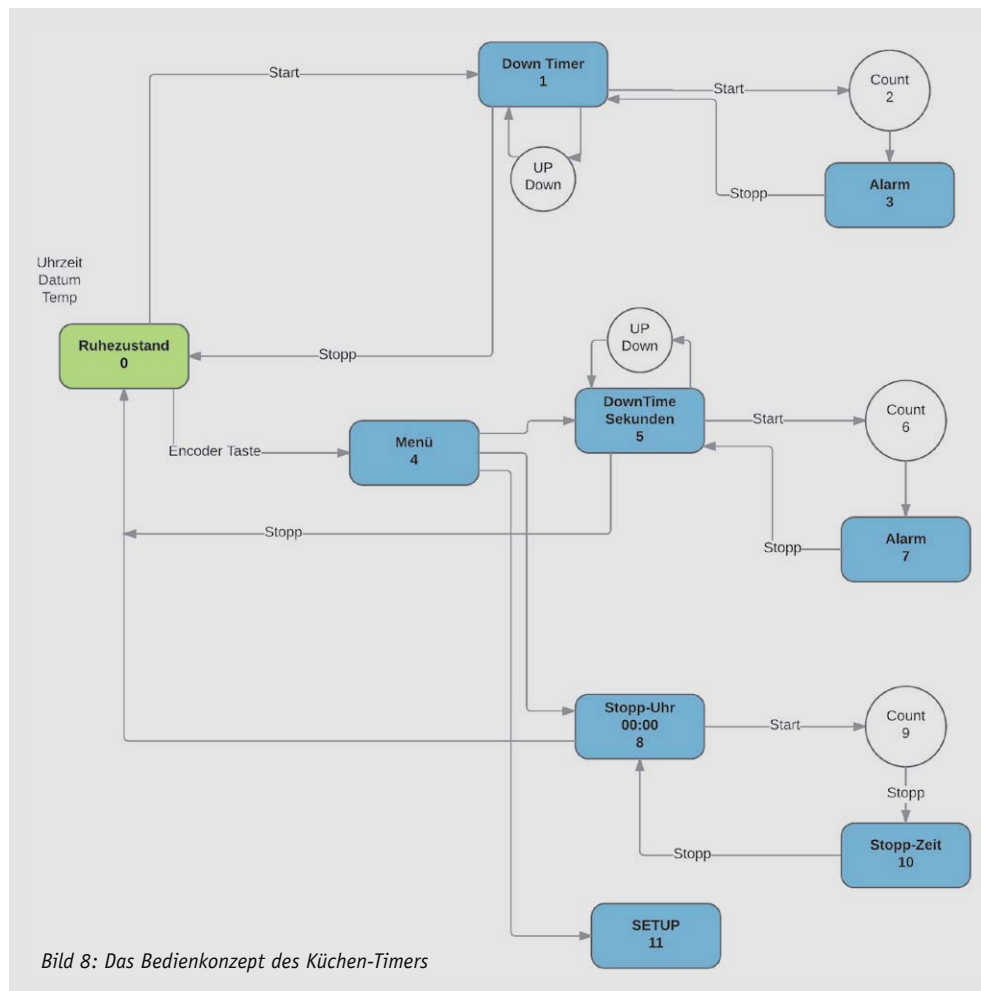 Down Timer
1
Start
Start
Count
2
UP
Down
Alarm
3
Stopp
Uhrzeit
Datum
Temp
Ruhezustand
0
Stopp
UP
Down
DownTime
Sekunden
5
Start
Count
6
Encoder Taste
Menü
4
Stopp
Stopp
Alarm
7
Stopp-Uhr
00:00
8
Start
Count
9
Stopp
Stopp
Stopp-Zeit
10
SETUP
11
Bild 8: Das Bedienkonzept des Küchen-Timers